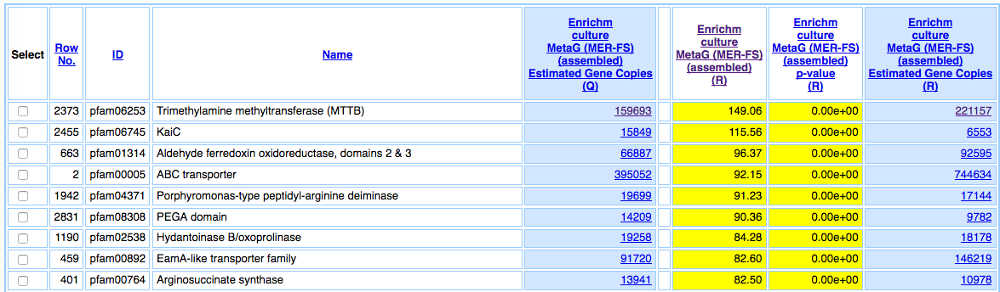 Select Row No. ID Name Enrichm culture MetaG (MER-FS) (assembled) Estimated Gene Copies (Q) Enrichm culture MetaG (MER-FS) (assembled) (R) Enrichm culture MetaG (MER-FS) (assembled) p-value (R) Enrichm culture MetaG (MER-FS) (assembled) Estimated Gene Copies (R)
2373 pfam06253 Trimethylamine methyltransferase (MTTB) 159693 149.06 0.00e+00 221157
2455 pfam06745 KaiC 15849 115.56 0.00e+00 6553
663 pfam01314 Aldehyde ferredoxin oxidoreductase, domains 2 & 3 66887 96.37 0.00e+00 92595
2 pfam00005 ABC transporter 395052 92.15 0.00e+00 744634
1942 pfam04371 Porphyromonas-type peptidyl-arginine deiminase 19699 91.23 0.00e+00 17144
2831 pfam08308 PEGA domain 14209 90.36 0.00e+00 9782
1190 pfam02538 Hydantoinase B/oxoprolinase 19258 84.28 0.00e+00 18178
459 pfam00892 EamA-like transporter family 91720 82.60 0.00e+00 146219
401 pfam00764 Arginosuccinate synthase 13941 82.50 0.00e+00 10978